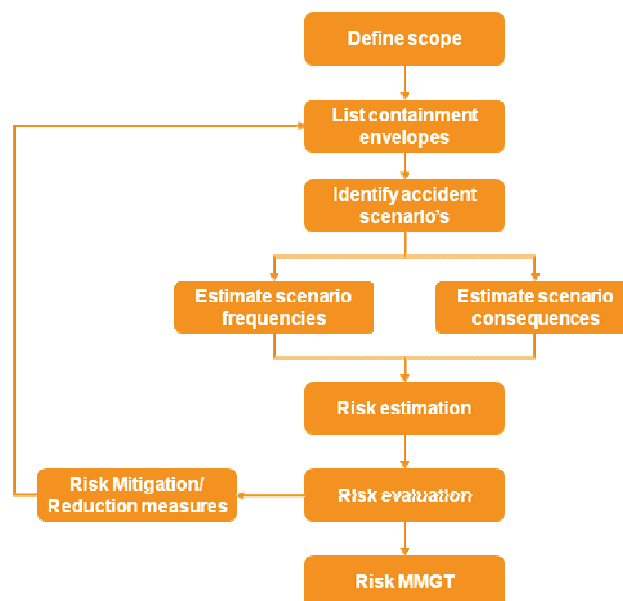 Define scope
List containment
envelopes
Identify accident
scenario's
Estimate scenario
frequencies
Estimate scenario
consequences
Risk estimation
Risk Mitigation/
Reduction measures
Risk evaluation
Risk MMGT